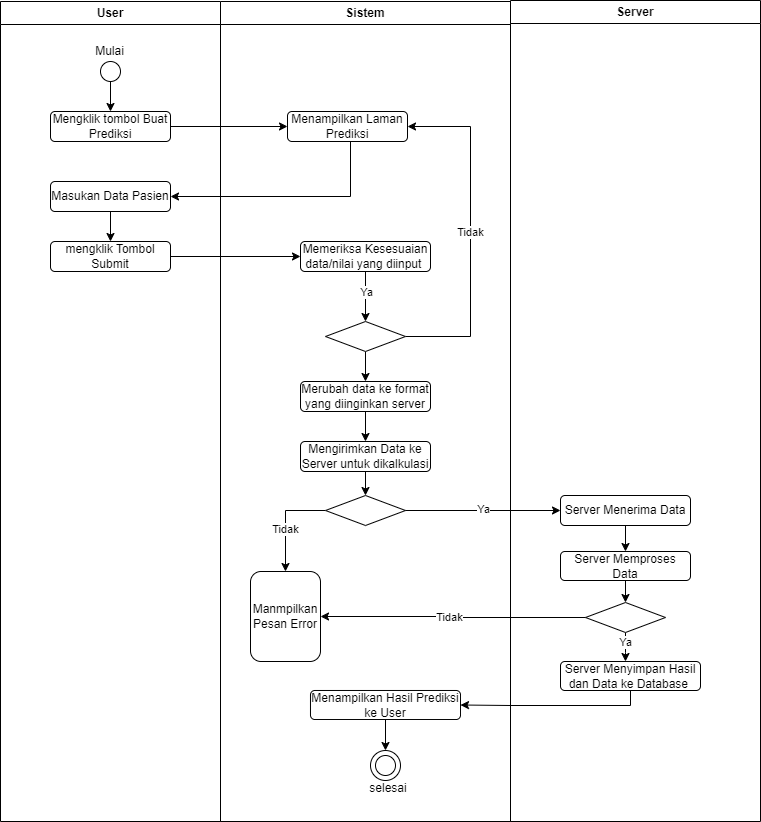 User
Sistem
Server
Mulai
Mengklik tombol Buat
Prediksi
Menampilkan Laman
Prediksi
Masukan Data Pasien
Tidak
mengklik Tombol
Submit
Memeriksa Kesesuaian
data/nilai yang diinput
Ya
Merubah data ke format
yang diinginkan server
Mengirimkan Data ke
Server untuk dikalkulasi
Ya
Server Menerima Data
Tidak
Server Memproses
Data
Manmpilkan
Pesan Error
Tidak
Ya
Server Menyimpan Hasil
dan Data ke Database
Menampilkan Hasil Prediksi
ke User
selesai